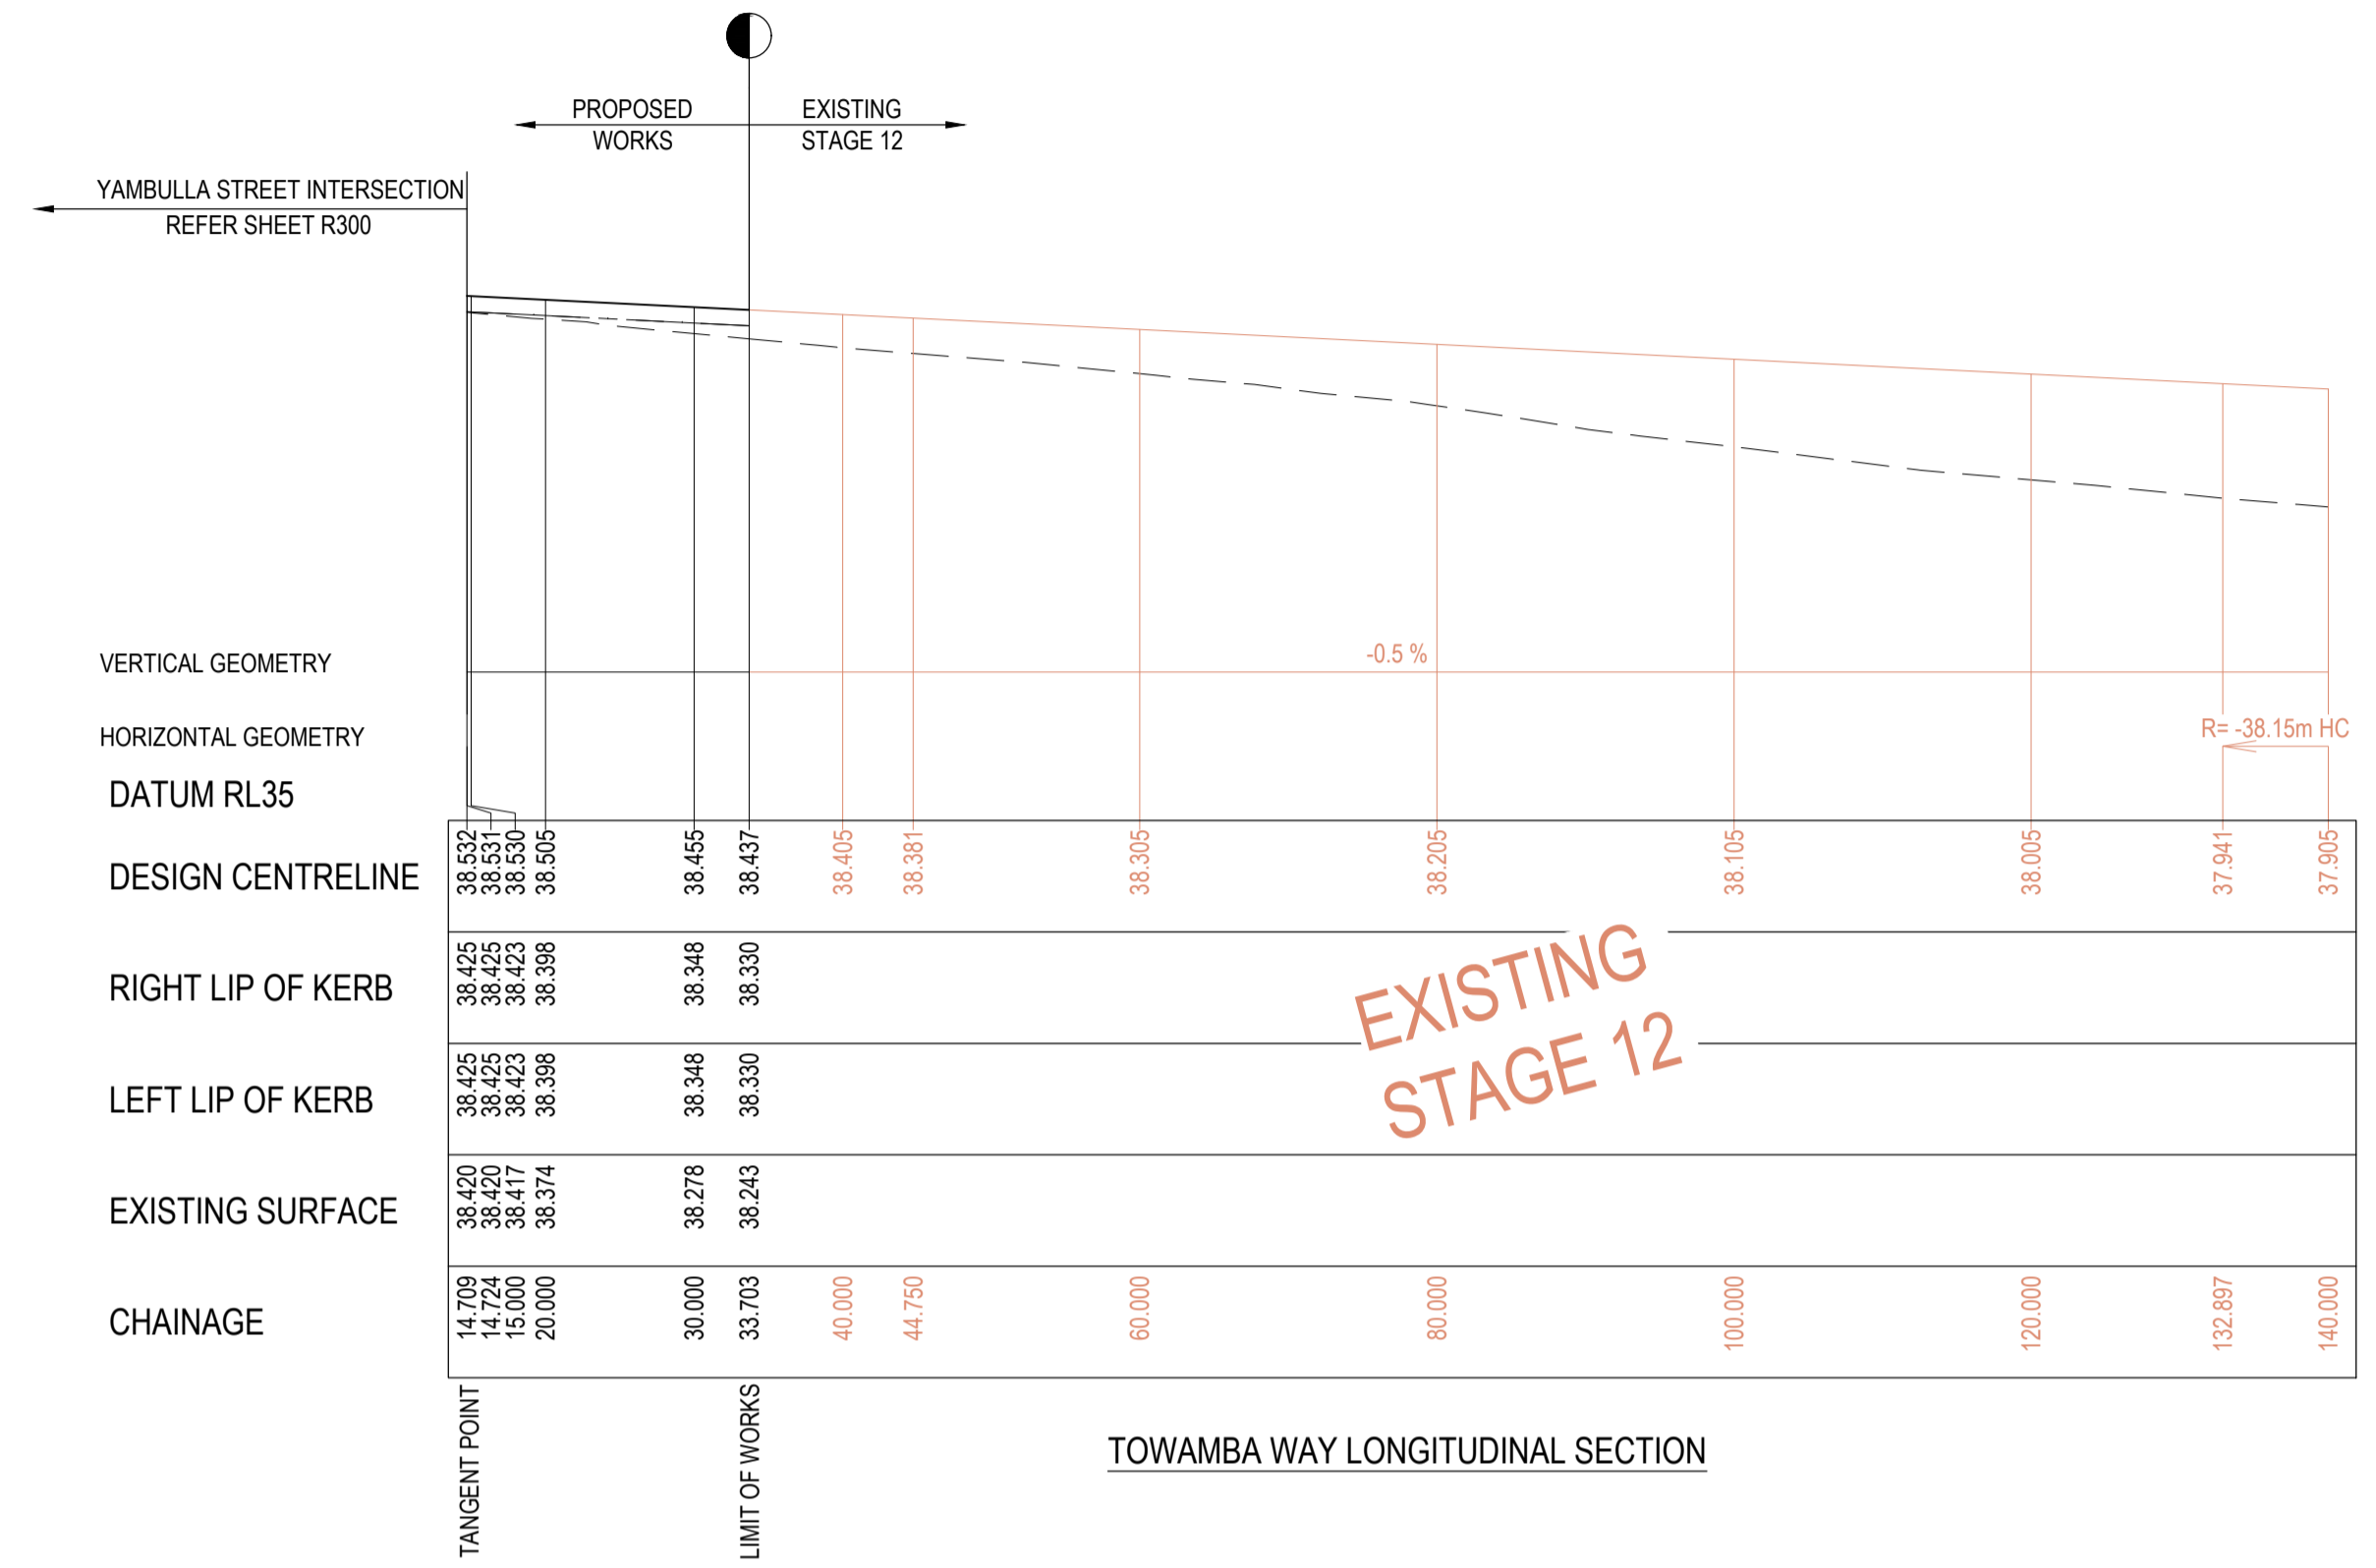 PROPOSED
WORKS
EXISTING
STAGE 12
YAMBULLA STREET INTERSECTION
REFER SHEET R300
VERTICAL GEOMETRY
-0.5 %
HORIZONTAL GEOMETRY
R= -38.15m HC
DATUM RL35
DESIGN CENTRELINE 38.532 38.531 38.530 38.505 38.455 38.437 38.405 38.381 38.305 38.205 38.105 38.005 37.941 37.905
RIGHT LIP OF KERB 38.425 38.425 38.423 38.398 38.348 38.330
LEFT LIP OF KERB 38.425 38.425 38.423 38.398 38.348 38.330
EXISTING
STAGE 12
EXISTING SURFACE 38.420 38.420 38.417 38.374 38.278 38.243
CHAINAGE 14.709 14.724 15.000 20.000 30.000 33.703 40.000 44.750 60.000 80.000 100.000 120.000 132.897 140.000
TANGENT POINT
LIMIT OF WORKS
TOWAMBA WAY LONGITUDINAL SECTION